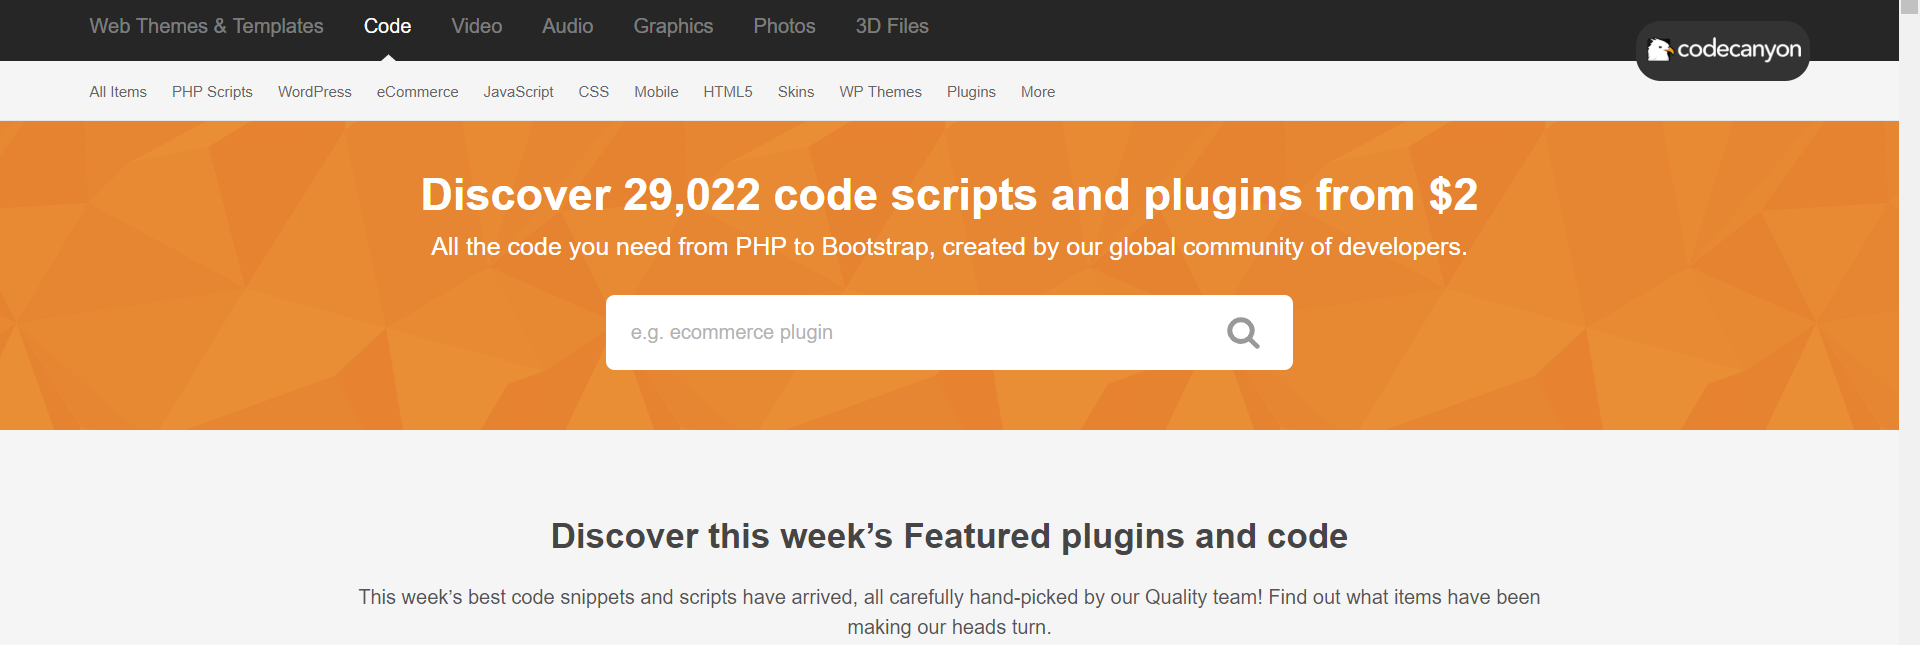 Web Themes & Templates Code Video Audio Graphics Photos 3D Files
codecanyon
All Items PHP Scripts WordPress eCommerce JavaScript CSS Mobile HTML5 Skins WP Themes Plugins More
Discover 29,022 code scripts and plugins from $2
All the code you need from PHP to Bootstrap, created by our global community of developers.
e.g. ecommerce plugin
Discover this week’s Featured plugins and code
This week’s best code snippets and scripts have arrived, all carefully hand-picked by our Quality team! Find out what items have been
making our heads turn.